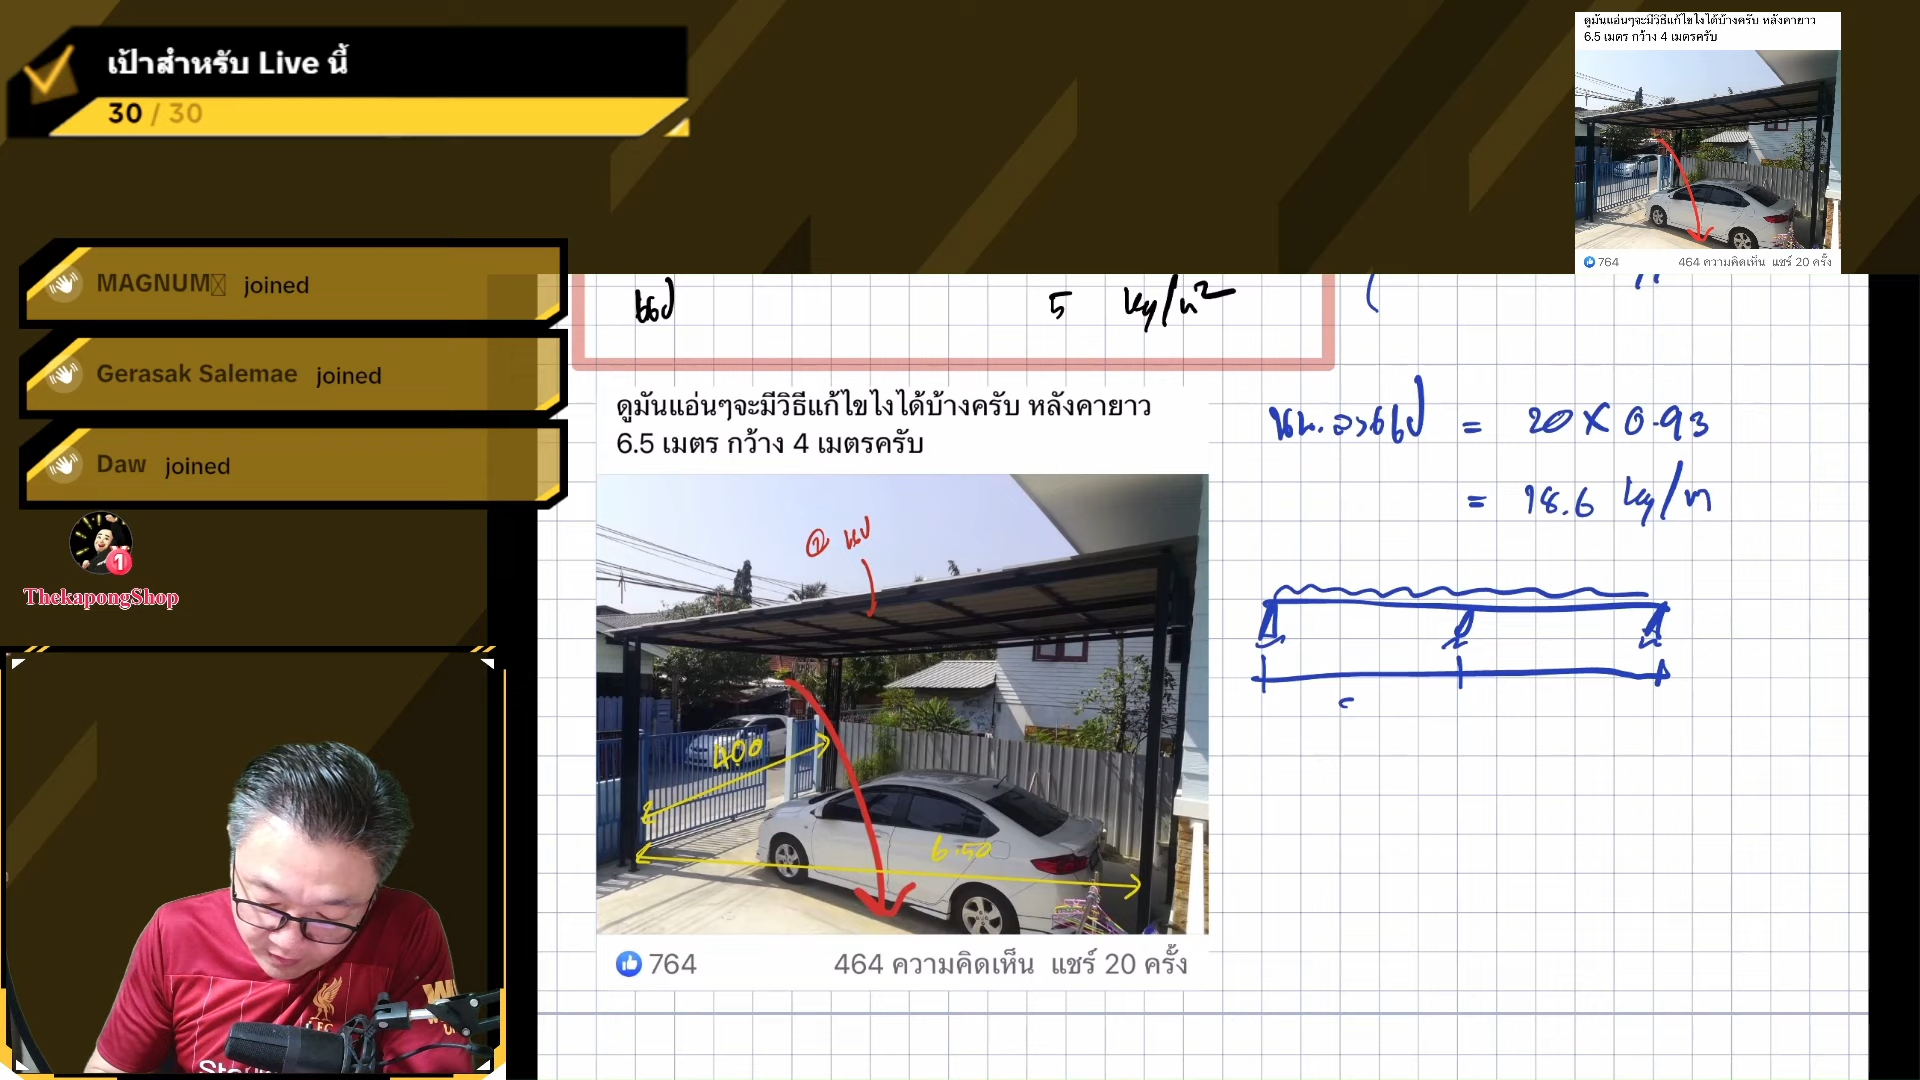 เป้าสำหรับ Live นี้
30 / 30
MAGNUM joined
Gerasak Salemae joined
Daw joined
1
ThekapongShop
ดูมันแอ่นๆจะมีวิธีแก้ไขไงได้บ้างครับ หลังคายาว
6.5 เมตร กว้าง 4 เมตรครับ
764
464 ความคิดเห็น แชร์ 20 ครั้ง
แป 5 kg/m²
ดูมันแอ่นๆจะมีวิธีแก้ไขไงได้บ้างครับ หลังคายาว
6.5 เมตร กว้าง 4 เมตรครับ
แป
400
6.50
764
464 ความคิดเห็น แชร์ 20 ครั้ง
= 20 X 0.93
= 18.6 kg/m